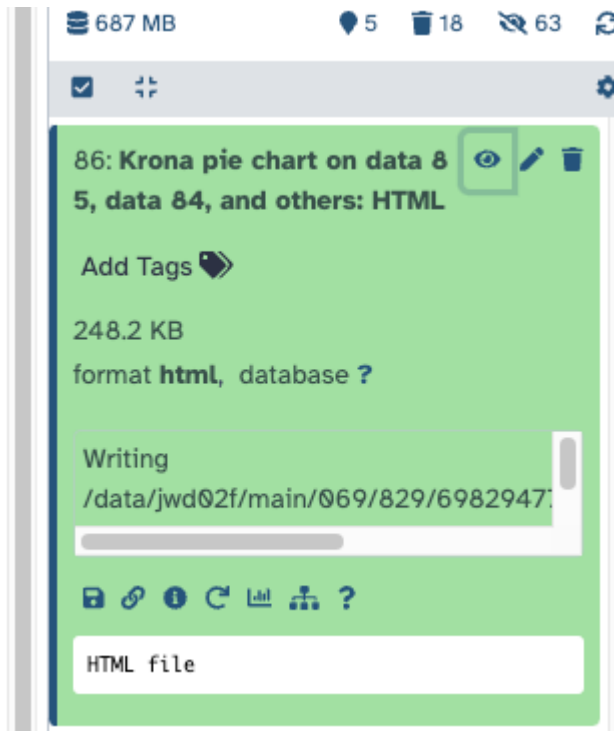 687 MB 5 18 63
86: Krona pie chart on data 8
5, data 84, and others: HTML
Add Tags
248.2 KB
format html, database ?
Writing
/data/jwd02f/main/069/829/6982947
?
HTML file